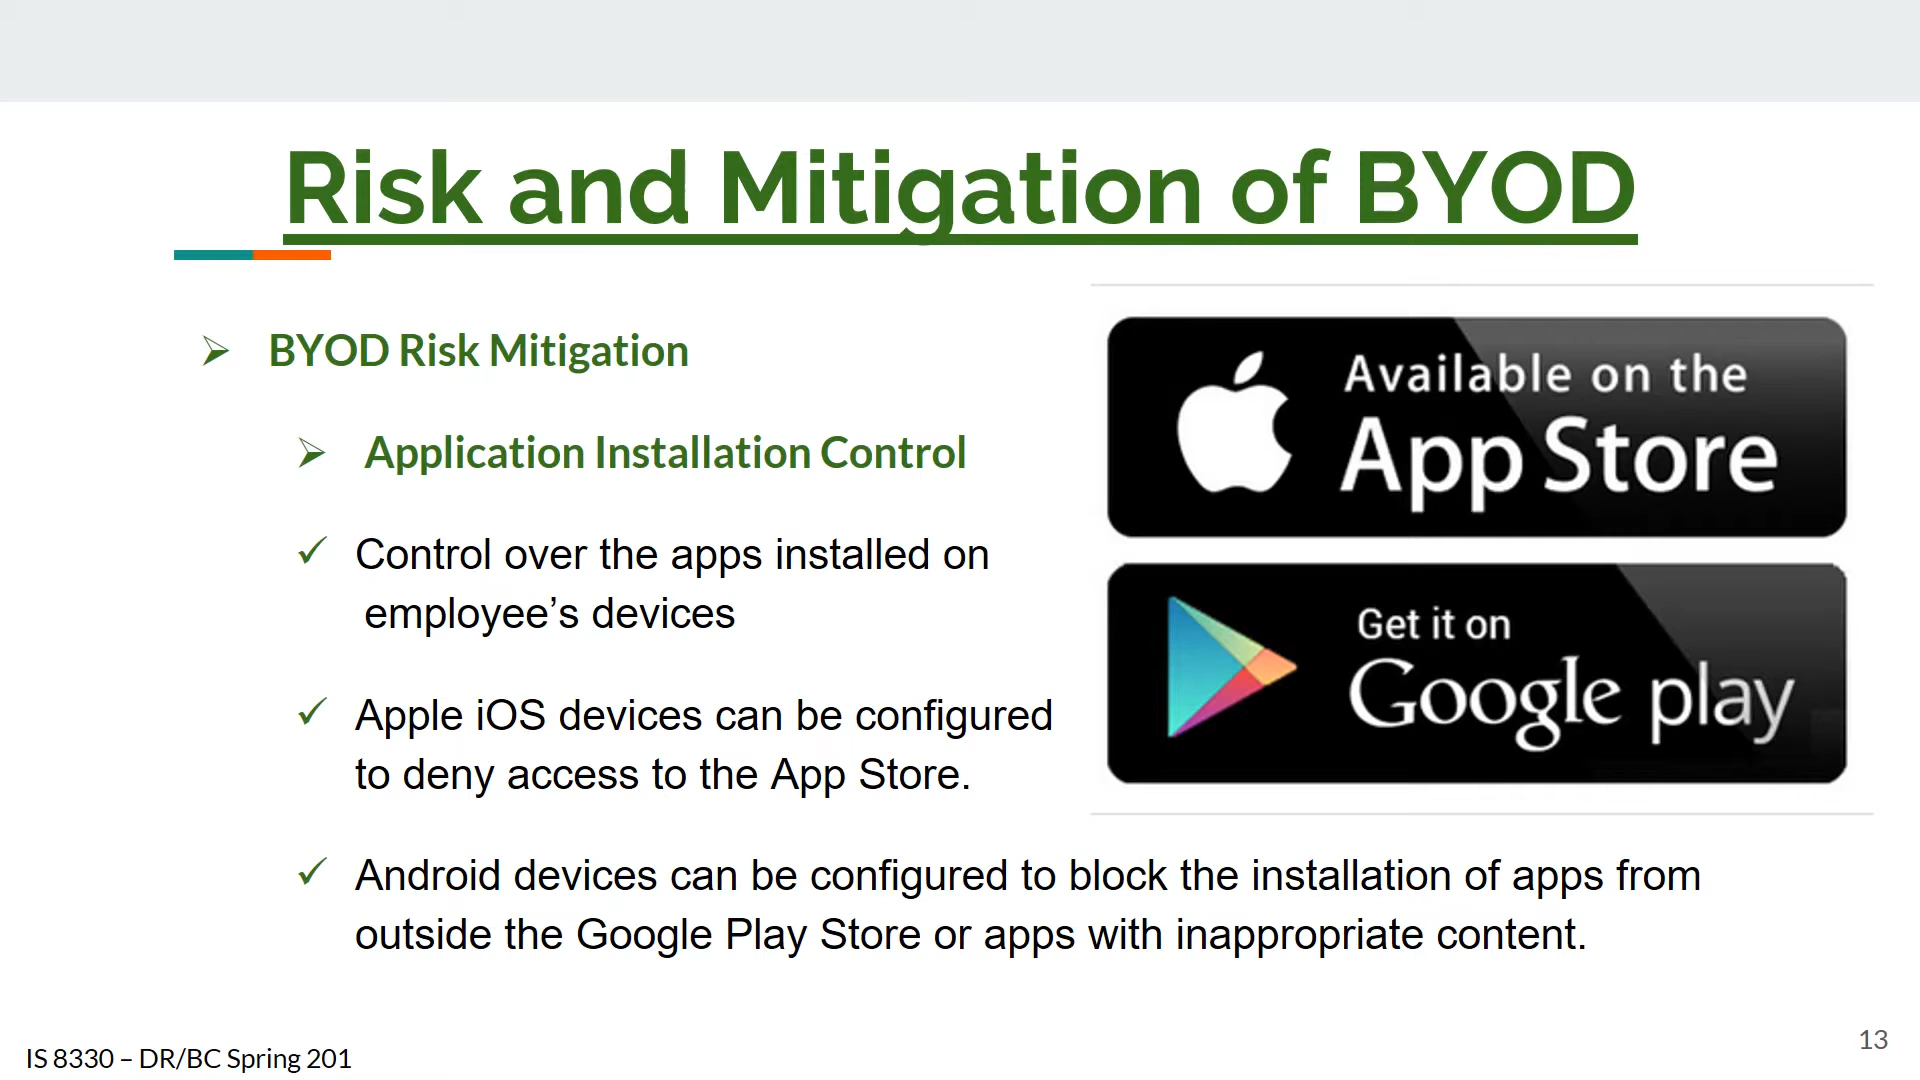 Risk and Mitigation of BYOD
BYOD Risk Mitigation
Application Installation Control
Control over the apps installed on
employee’s devices
Apple iOS devices can be configured
to deny access to the App Store.
Available on the
App Store
Get it on
Google play
Android devices can be configured to block the installation of apps from
outside the Google Play Store or apps with inappropriate content.
IS 8330 – DR/BC Spring 201
13